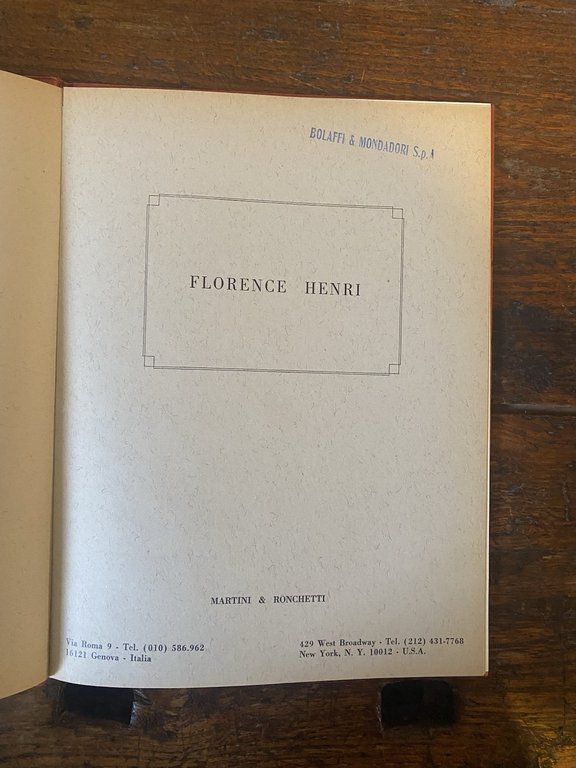 BOLAFFI & MONDADORI S.p.A
FLORENCE HENRI
MARTINI & RONCHETTI
Via Roma 9 - Tel. (010) 586.962
16121 Genova - Italia
429 West Broadway - Tel. (212) 431-7768
New York, N. Y. 10012 - U.S.A.